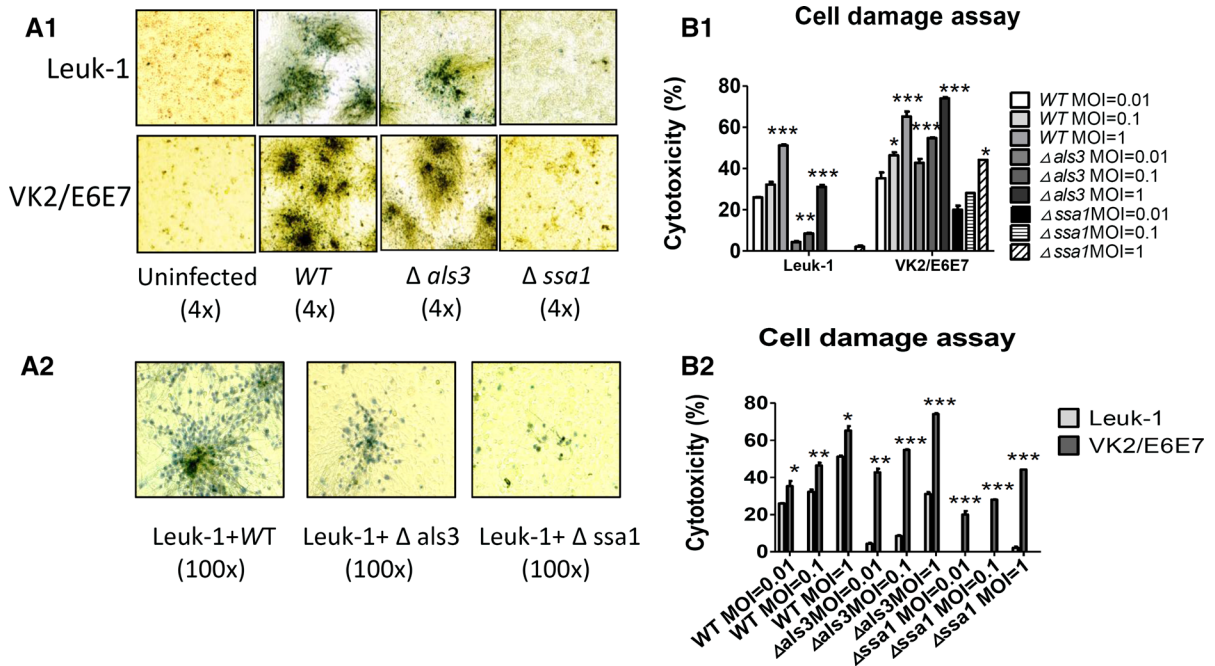 A1
Leuk-1
VK2/E6E7
Uninfected WT Δ als3 Δ ssa1
(4x) (4x) (4x) (4x)
A2
Leuk-1+WT Leuk-1+ Δ als3 Leuk-1+ Δ ssa1
(100x) (100x) (100x)
B1
Cell damage assay
Cytotoxicity (%)
80
60
40
20
0
***
**
***
*
***
***
***
*
Leuk-1 VK2/E6E7
WT MOI=0.01
WT MOI=0.1
WT MOI=1
Δals3 MOI=0.01
Δals3 MOI=0.1
Δals3 MOI=1
Δssa1MOI=0.01
Δssa1MOI=0.1
Δssa1MOI=1
B2
Cell damage assay
Cytotoxicity (%)
80
60
40
20
0
*
**
*
**
***
***
***
***
***
WT MOI=0.01
WT MOI=0.1
WT MOI=1
Δals3MOI=0.01
Δals3MOI=0.1
Δals3MOI=1
Δssa1 MOI=0.01
Δssa1 MOI=0.1
Δssa1 MOI=1
Leuk-1
VK2/E6E7